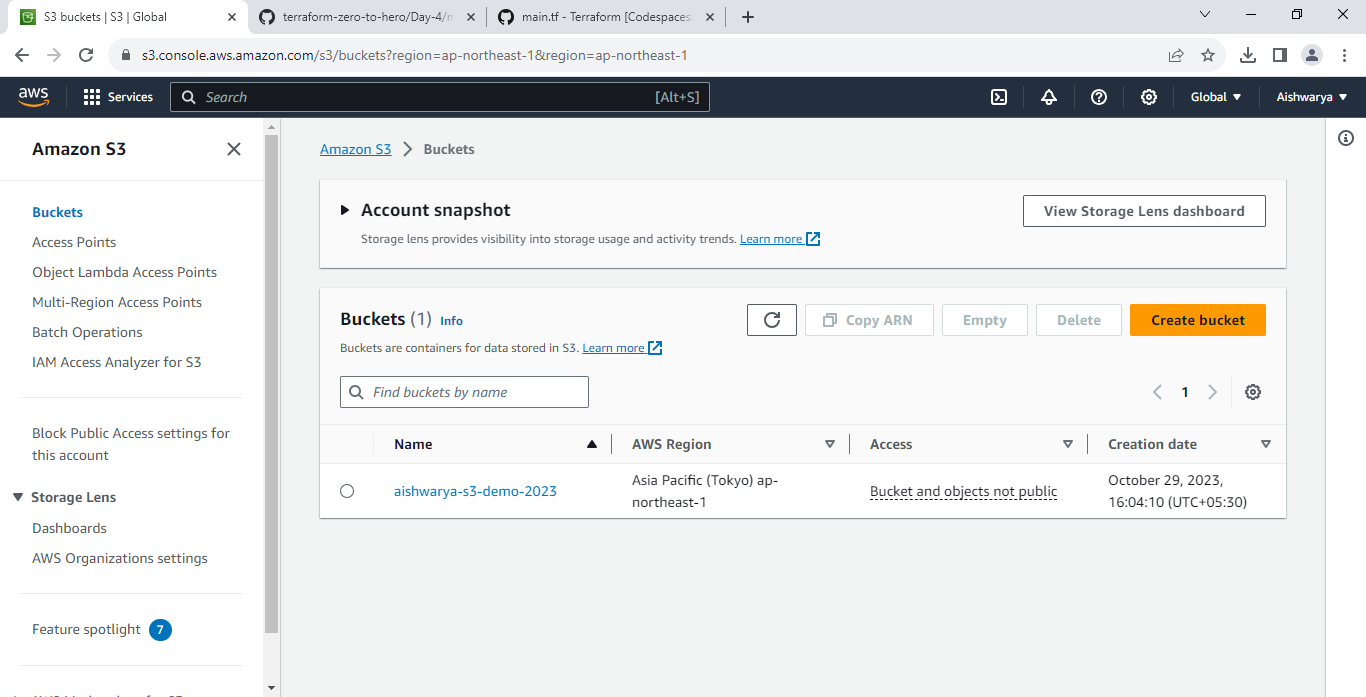 S3 buckets | S3 | Global
terraform-zero-to-hero/Day-4/m
main.tf - Terraform [Codespaces
s3.console.aws.amazon.com/s3/buckets?region=ap-northeast-1&region=ap-northeast-1
aws
Services
Search
[Alt+S]
Global
Aishwarya
Amazon S3
Buckets
Access Points
Object Lambda Access Points
Multi-Region Access Points
Batch Operations
IAM Access Analyzer for S3
Block Public Access settings for
this account
Storage Lens
Dashboards
AWS Organizations settings
Feature spotlight 7
Amazon S3 Buckets
Account snapshot
View Storage Lens dashboard
Storage lens provides visibility into storage usage and activity trends. Learn more
Buckets (1) Info
Copy ARN
Empty
Delete
Create bucket
Buckets are containers for data stored in S3. Learn more
Find buckets by name
1
Name AWS Region Access Creation date
aishwarya-s3-demo-2023
Asia Pacific (Tokyo) ap-
northeast-1
Bucket and objects not public
October 29, 2023,
16:04:10 (UTC+05:30)